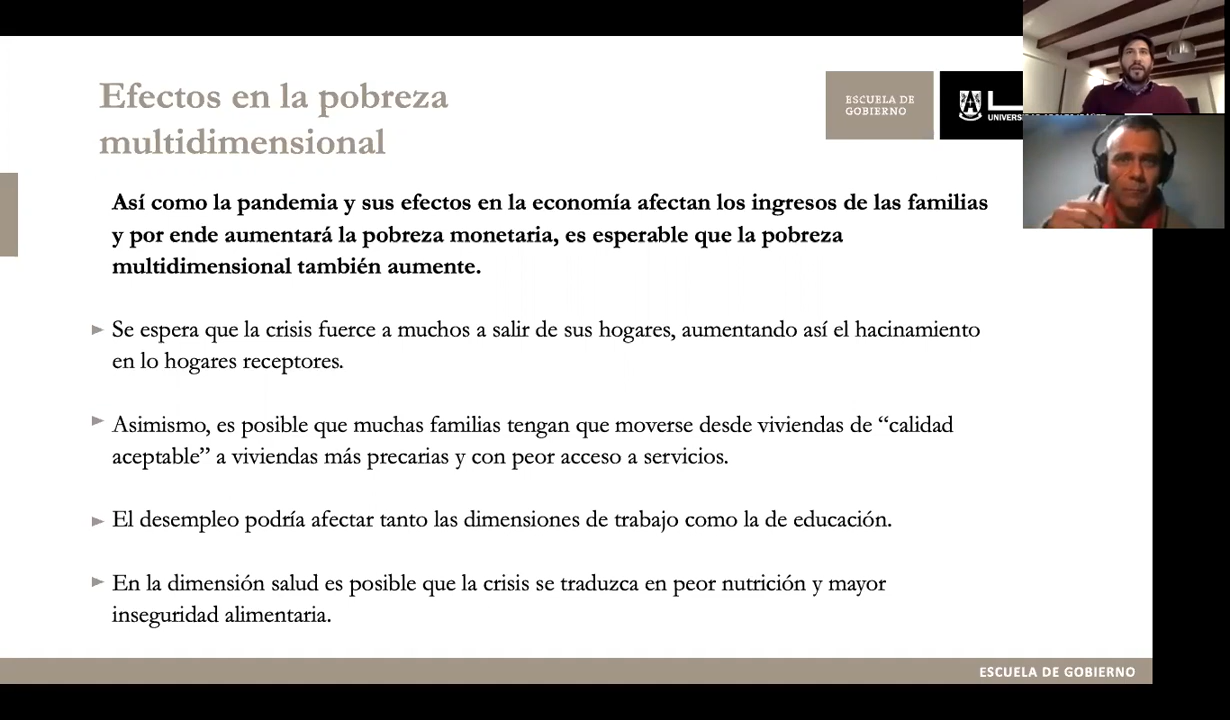 Efectos en la pobreza
multidimensional
ESCUELA DE
GOBIERNO
Así como la pandemia y sus efectos en la economía afectan los ingresos de las familias
y por ende aumentará la pobreza monetaria, es esperable que la pobreza
multidimensional también aumente.
Se espera que la crisis fuerce a muchos a salir de sus hogares, aumentando así el hacinamiento
en lo hogares receptores.
Asimismo, es posible que muchas familias tengan que moverse desde viviendas de “calidad
aceptable” a viviendas más precarias y con peor acceso a servicios.
El desempleo podría afectar tanto las dimensiones de trabajo como la de educación.
En la dimensión salud es posible que la crisis se traduzca en peor nutrición y mayor
inseguridad alimentaria.
ESCUELA DE GOBIERNO